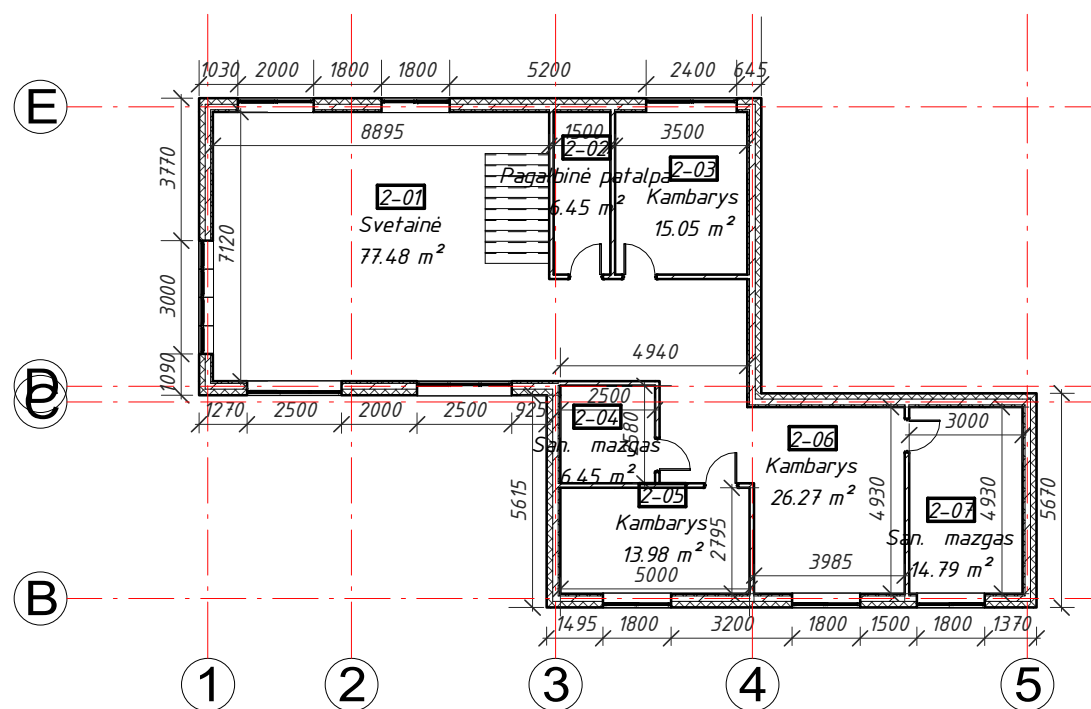 1030 2000 1800 1800 5200 2400 645
E
8895 1500 3500
2-02
2-03
3770
Pagalbinė patalpa
2-01
Kambarys
6.45 m²
Svetainė
15.05 m²
7120
77.48 m²
3000
4940
1090
D
C
2500
1270 2500 2000 2500 925
2-04
1580
3000
2-06
San. mazgas
Kambarys
6.45 m²
2-05
26.27 m²
5615
4930
4930
5670
2-07
Kambarys
2795
San. mazgas
13.98 m²
14.79 m²
5000
3985
B
1495 1800 3200 1800 1500 1800 1370
1 2 3 4 5